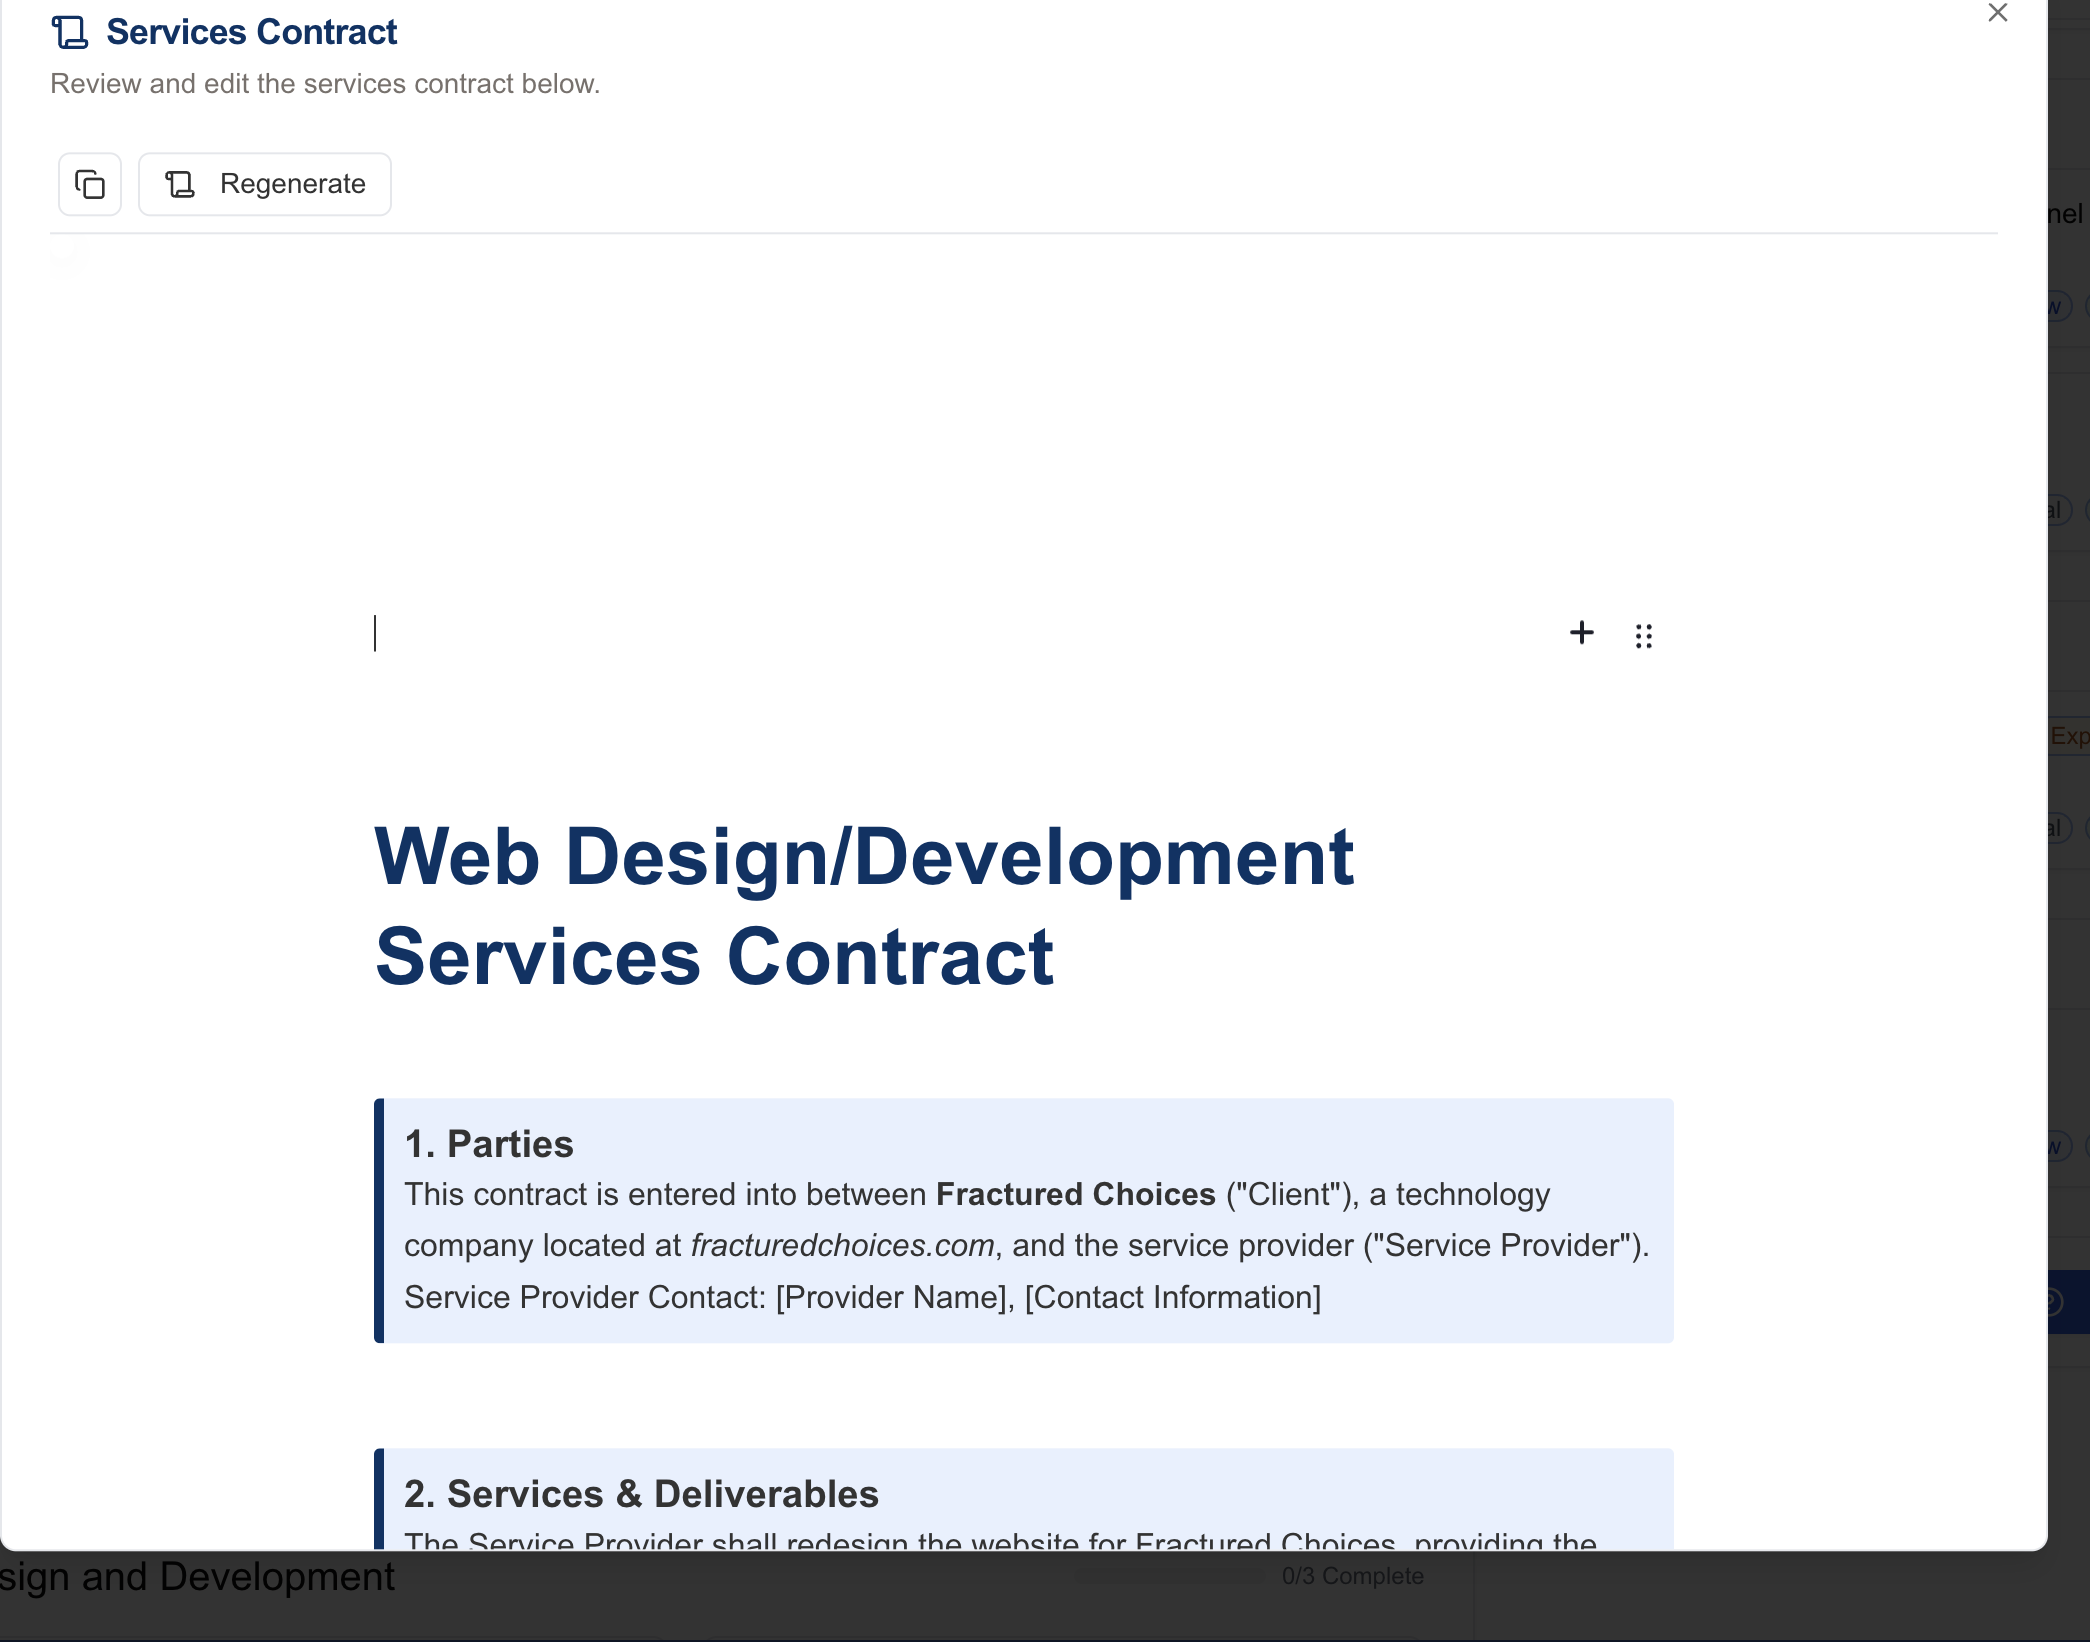 Services Contract
Review and edit the services contract below.
Regenerate
nel
w
al
Exp
al
Web Design/Development
Services Contract
1. Parties
This contract is entered into between Fractured Choices ("Client"), a technology
company located at fracturedchoices.com, and the service provider ("Service Provider").
Service Provider Contact: [Provider Name], [Contact Information]
w
2. Services & Deliverables
The Service Provider shall redesign the website for Fractured Choices, providing the
sign and Development
0/3 Complete